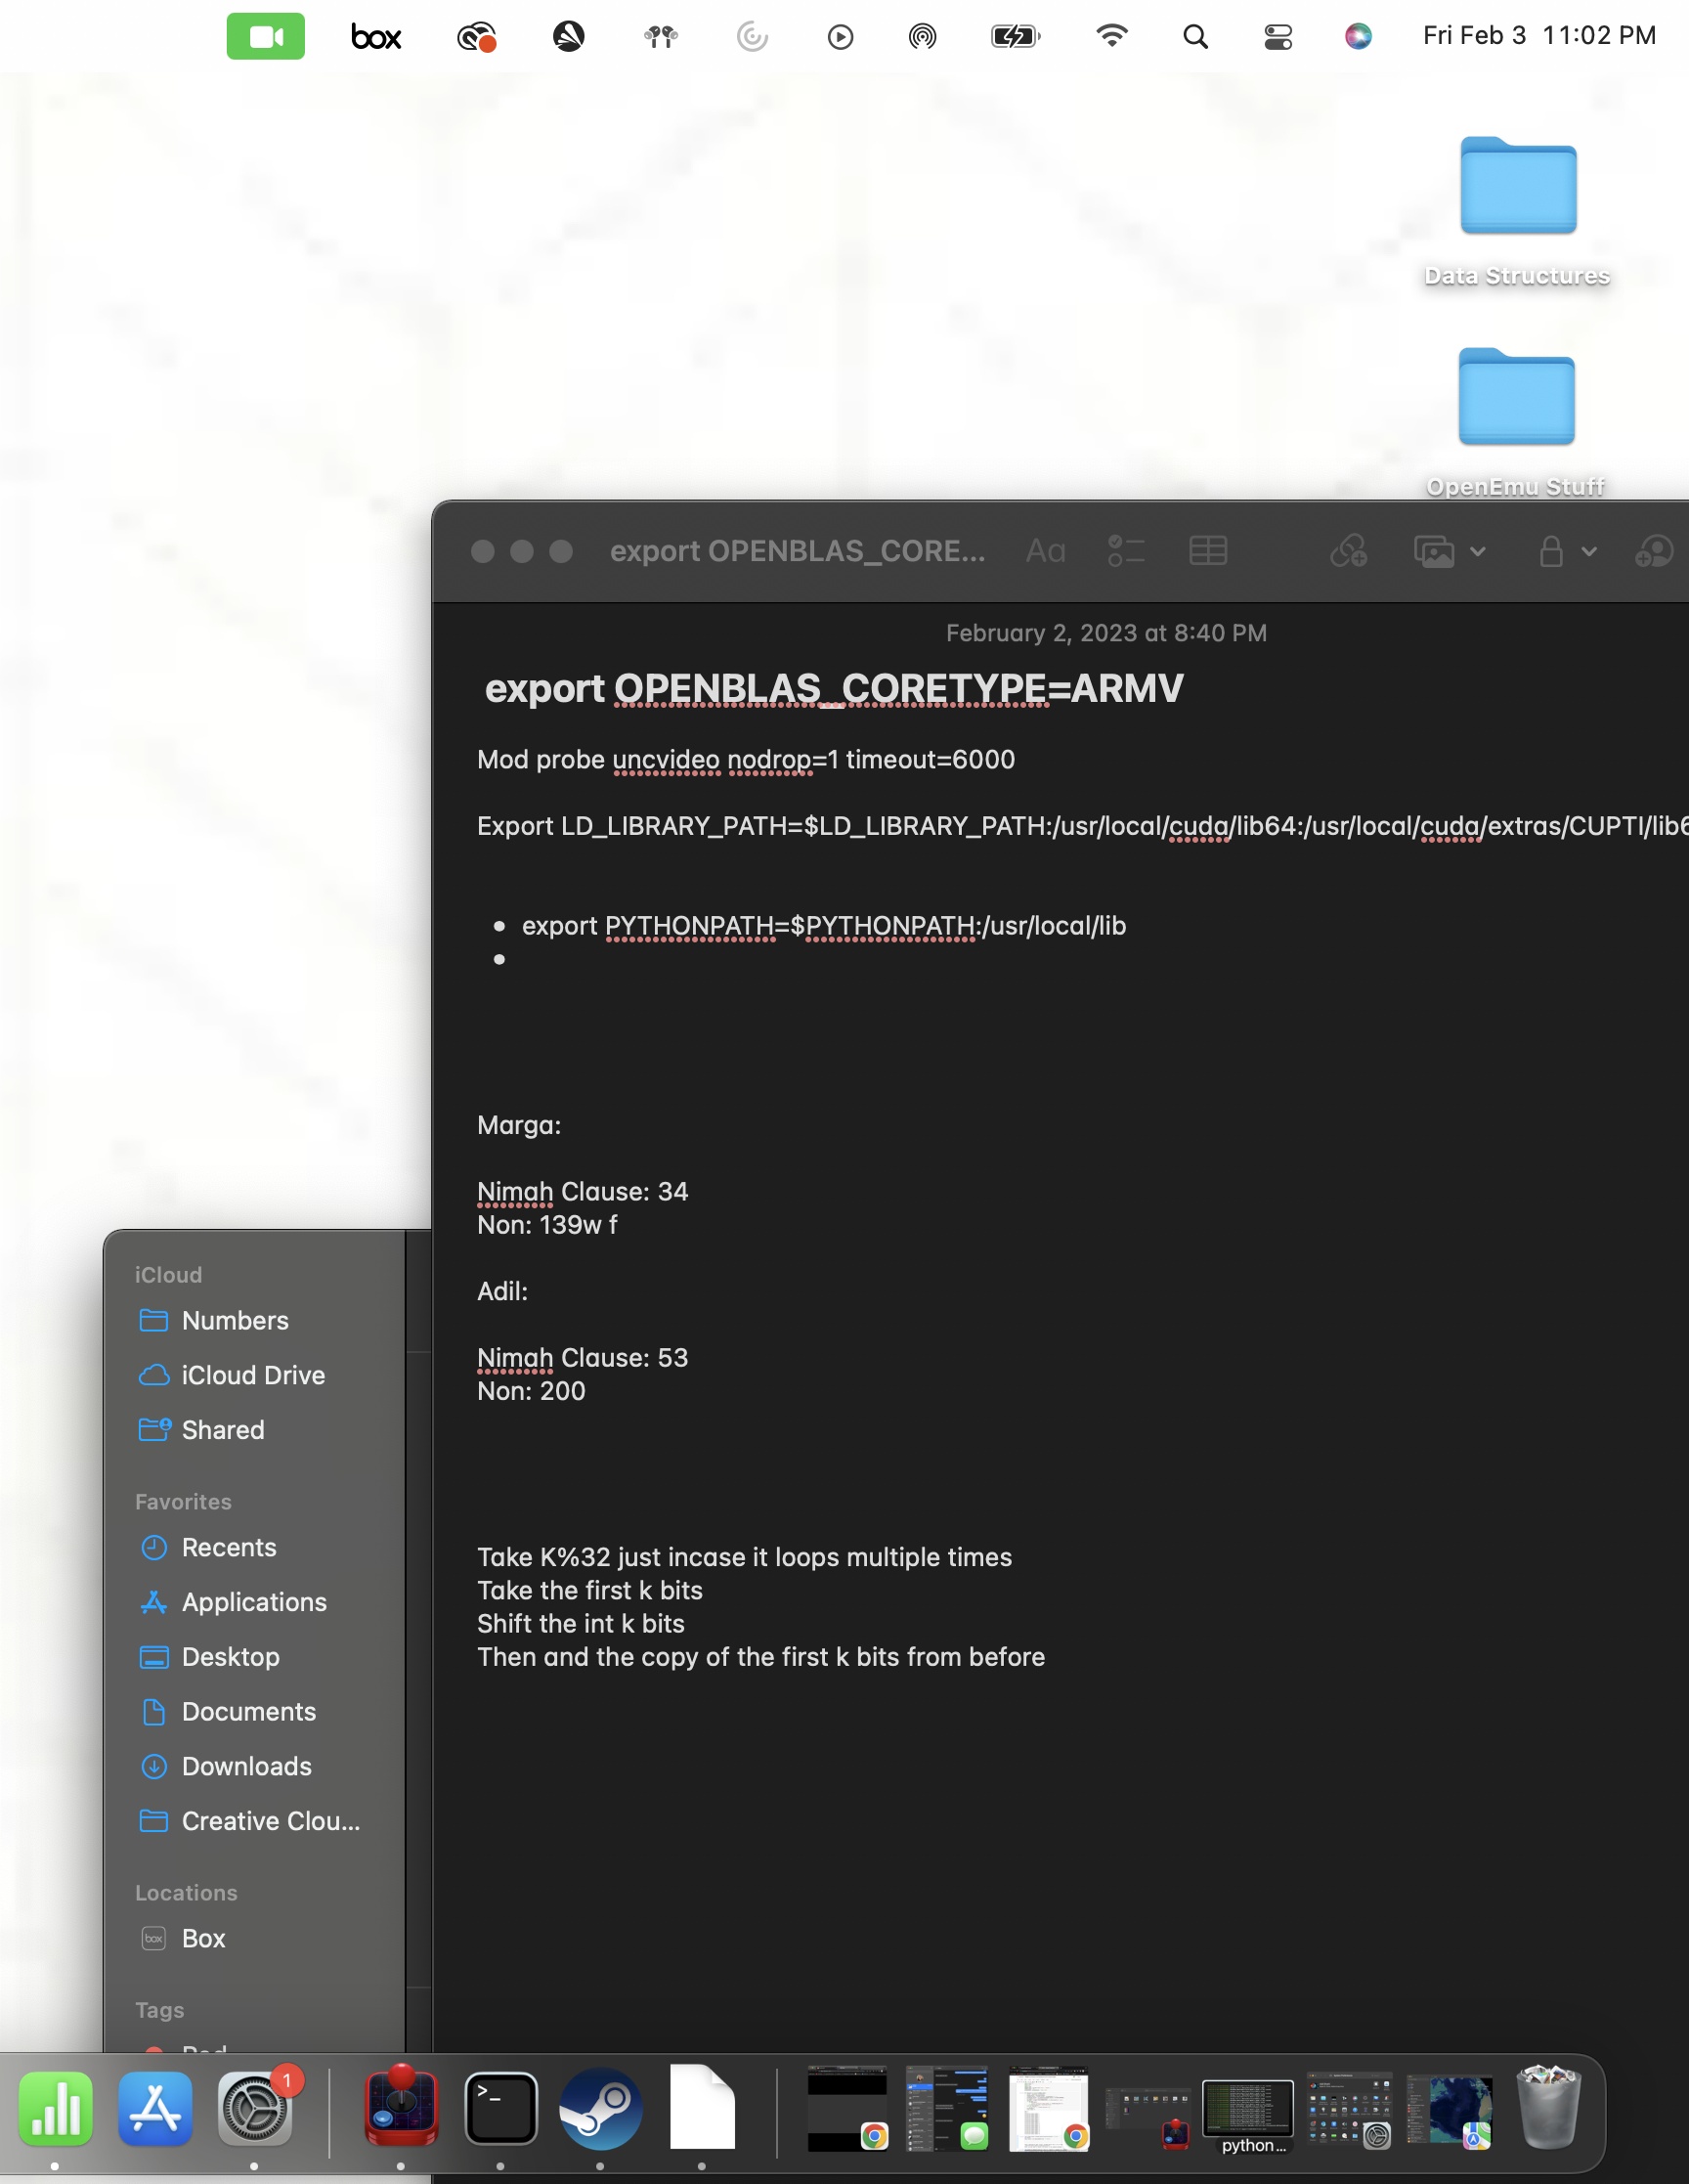 box
Fri Feb 3 11:02 PM
Data Structures
OpenEmu Stuff
export OPENBLAS_CORE...
Aa
February 2, 2023 at 8:40 PM
export OPENBLAS_CORETYPE=ARMV
Mod probe uncvideo nodrop=1 timeout=6000
Export LD_LIBRARY_PATH=$LD_LIBRARY_PATH:/usr/local/cuda/lib64:/usr/local/cuda/extras/CUPTI/lib6
• export PYTHONPATH=$PYTHONPATH:/usr/local/lib
•
Marga:
Nimah Clause: 34
Non: 139w f
Adil:
Nimah Clause: 53
Non: 200
Take K%32 just incase it loops multiple times
Take the first k bits
Shift the int k bits
Then and the copy of the first k bits from before
iCloud
Numbers
iCloud Drive
Shared
Favorites
Recents
Applications
Desktop
Documents
Downloads
Creative Clou...
Locations
box
Box
Tags
Red
1
>_
python...